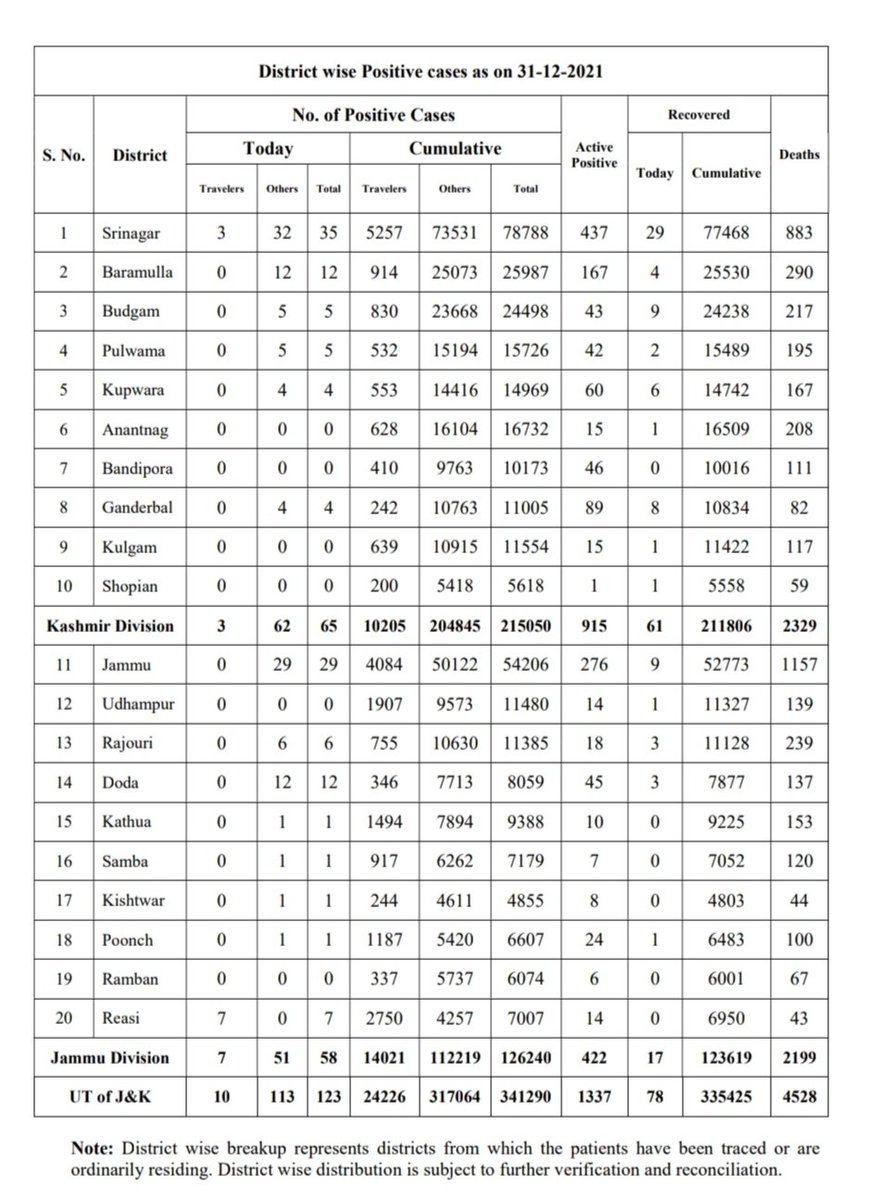 District wise Positive cases as on 31-12-2021
S. No. District No. of Positive Cases Active Positive Recovered Deaths
Today Cumulative Today Cumulative
Travelers Others Total Travelers Others Total
1 Srinagar 3 32 35 5257 73531 78788 437 29 77468 883
2 Baramulla 0 12 12 914 25073 25987 167 4 25530 290
3 Budgam 0 5 5 830 23668 24498 43 9 24238 217
4 Pulwama 0 5 5 532 15194 15726 42 2 15489 195
5 Kupwara 0 4 4 553 14416 14969 60 6 14742 167
6 Anantnag 0 0 0 628 16104 16732 15 1 16509 208
7 Bandipora 0 0 0 410 9763 10173 46 0 10016 111
8 Ganderbal 0 4 4 242 10763 11005 89 8 10834 82
9 Kulgam 0 0 0 639 10915 11554 15 1 11422 117
10 Shopian 0 0 0 200 5418 5618 1 1 5558 59
Kashmir Division 3 62 65 10205 204845 215050 915 61 211806 2329
11 Jammu 0 29 29 4084 50122 54206 276 9 52773 1157
12 Udhampur 0 0 0 1907 9573 11480 14 1 11327 139
13 Rajouri 0 6 6 755 10630 11385 18 3 11128 239
14 Doda 0 12 12 346 7713 8059 45 3 7877 137
15 Kathua 0 1 1 1494 7894 9388 10 0 9225 153
16 Samba 0 1 1 917 6262 7179 7 0 7052 120
17 Kishtwar 0 1 1 244 4611 4855 8 0 4803 44
18 Poonch 0 1 1 1187 5420 6607 24 1 6483 100
19 Ramban 0 0 0 337 5737 6074 6 0 6001 67
20 Reasi 7 0 7 2750 4257 7007 14 0 6950 43
Jammu Division 7 51 58 14021 112219 126240 422 17 123619 2199
UT of J&K 10 113 123 24226 317064 341290 1337 78 335425 4528
Note: District wise breakup represents districts from which the patients have been traced or are
ordinarily residing. District wise distribution is subject to further verification and reconciliation.